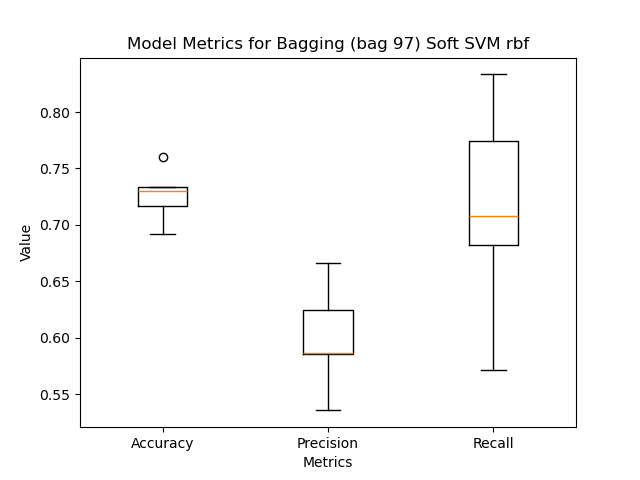 Model Metrics for Bagging (bag 97) Soft SVM rbf
0.80
0.75
0.70
0.65
0.60
0.55
Value
Accuracy
Precision
Recall
Metrics